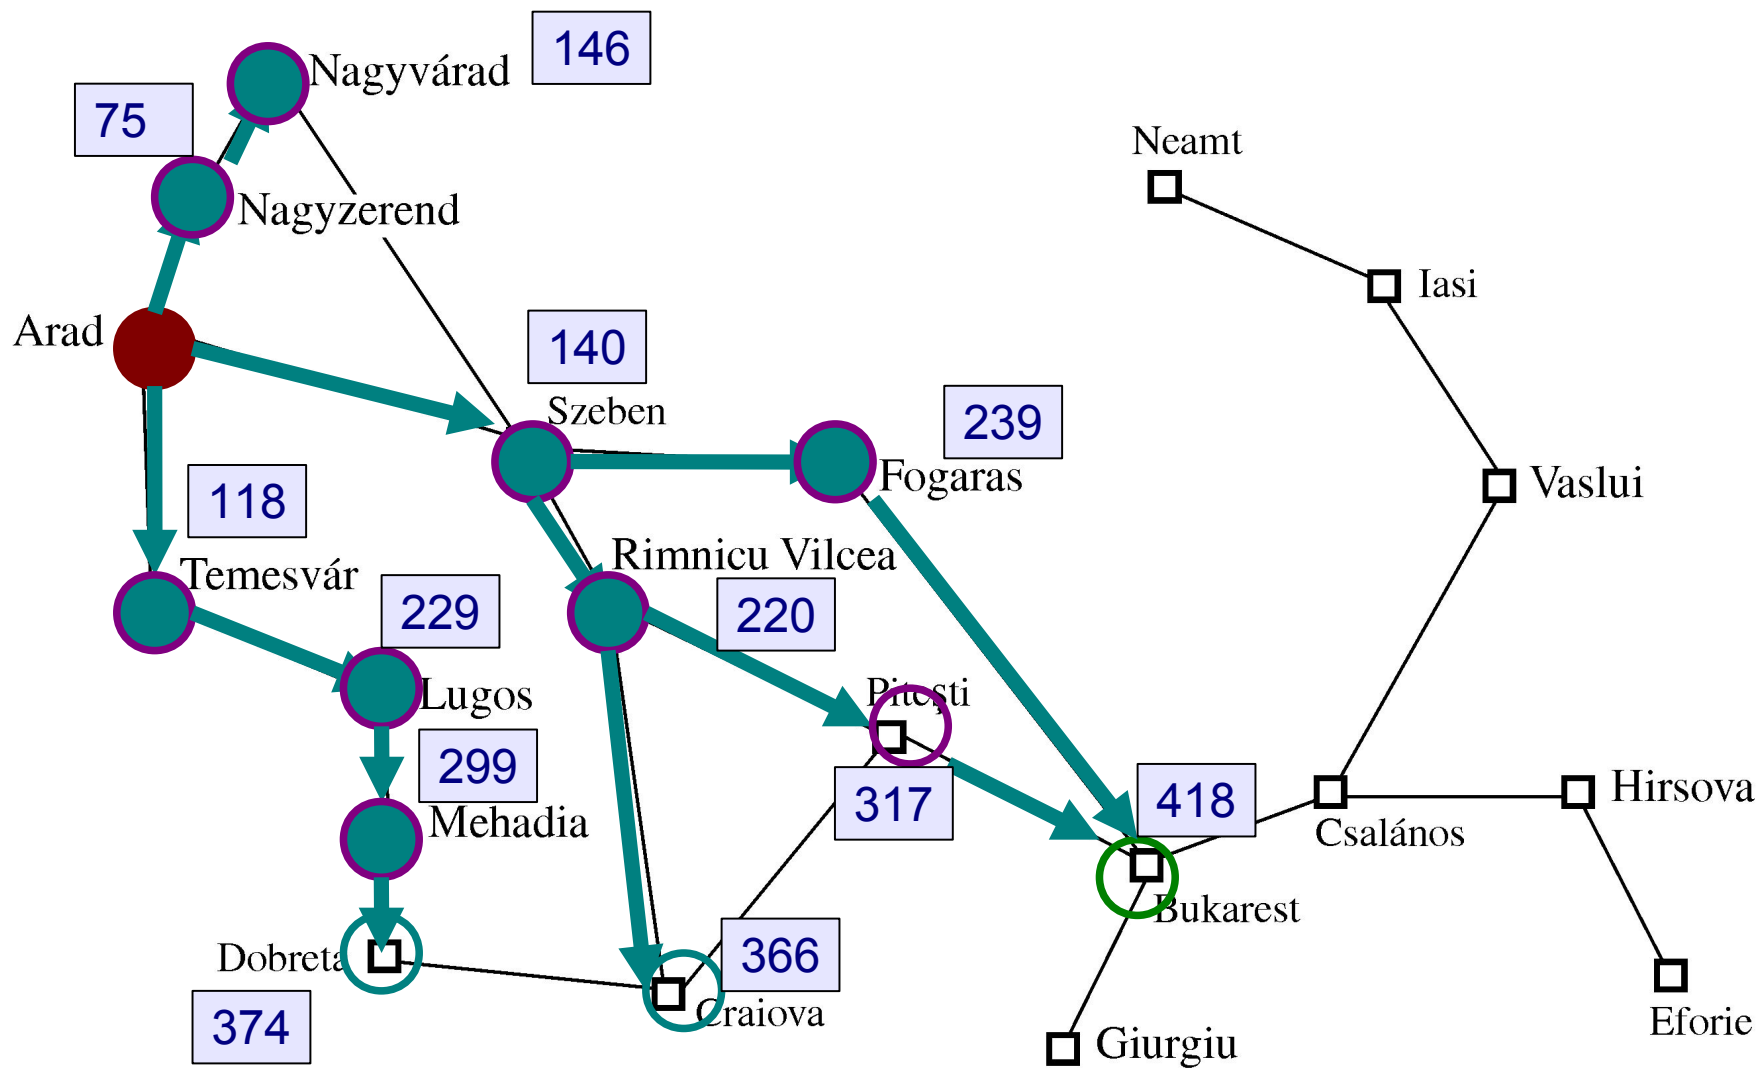 146
Nagyvárad
75
Neamt
Nagyzerend
Iasi
Arad
140
Szeben
239
Fogaras
Vaslui
118
Rimnicu Vilcea
Temesvár
229
220
Lugos
Piteşti
299
418
Hirsova
317
Mehadia
Csalános
Bukarest
366
Dobreta
Craiova
374
Eforie
Giurgiu